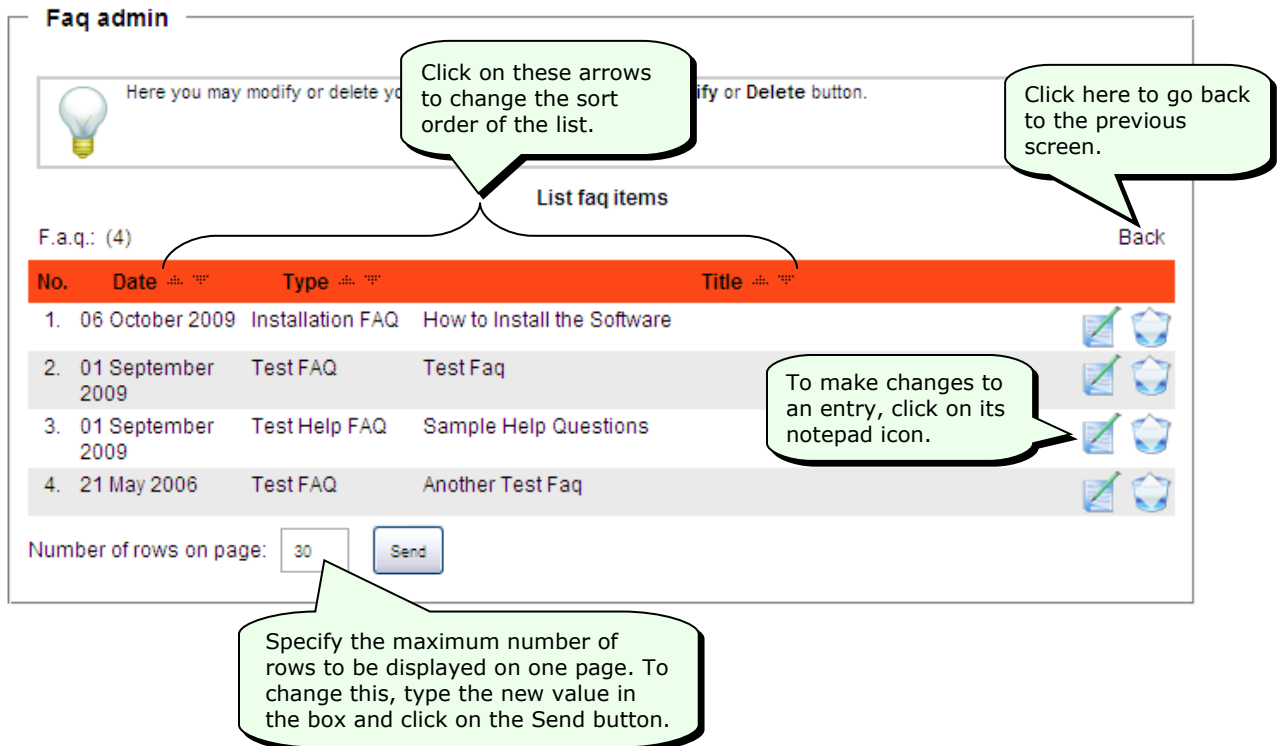 Faq admin
Click on these arrows
to change the sort
order of the list.
Here you may modify or delete yo
ify or Delete button.
Click here to go back
to the previous
screen.
List faq items
F.a.q.: (4)
Back
No. Date Type Title
1. 06 October 2009 Installation FAQ How to Install the Software
2. 01 September 2009 Test FAQ Test Faq
3. 01 September 2009 Test Help FAQ Sample Help Questions
To make changes to
an entry, click on its
notepad icon.
4. 21 May 2006 Test FAQ Another Test Faq
Number of rows on page: 30 Send
Specify the maximum number of
rows to be displayed on one page. To
change this, type the new value in
the box and click on the Send button.